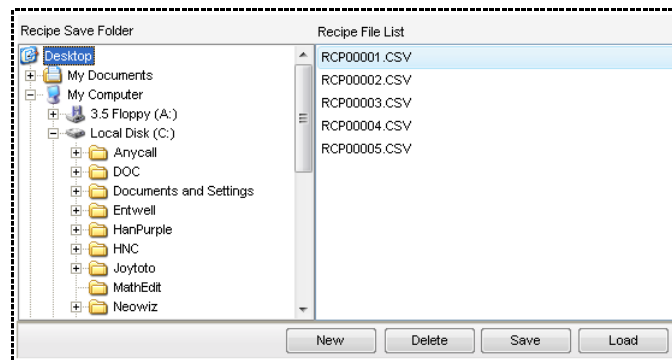 Recipe Save Folder
Recipe File List
Desktop
My Documents
My Computer
3.5 Floppy (A:)
Local Disk (C:)
Anycall
DOC
Documents and Settings
Entwell
HanPurple
HNC
Joytoto
MathEdit
Neowiz
RCP00001.CSV
RCP00002.CSV
RCP00003.CSV
RCP00004.CSV
RCP00005.CSV
New Delete Save Load